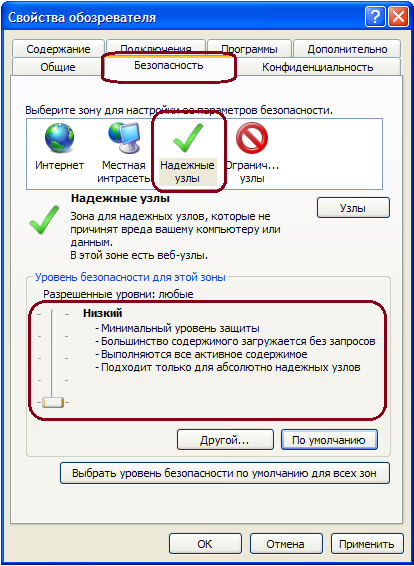 Свойства обозревателя
Содержание
Подключения
Программы
Дополнительно
Общие
Безопасность
Конфиденциальность
Выберите зону для настройки ее параметров безопасности.
Интернет
Местная
интрасеть
Надежные
узлы
Огранич...
узлы
Надежные узлы
Узлы
Зона для надежных узлов, которые не
причинят вреда вашему компьютеру или
данным.
В этой зоне есть веб-узлы.
Уровень безопасности для этой зоны
Разрешенные уровни: любые
Низкий
- Минимальный уровень защиты
- Большинство содержимого загружается без запросов
- Выполняются все активное содержимое
- Подходит только для абсолютно надежных узлов
Другой...
По умолчанию
Выбрать уровень безопасности по умолчанию для всех зон
ОК
Отмена
Применить